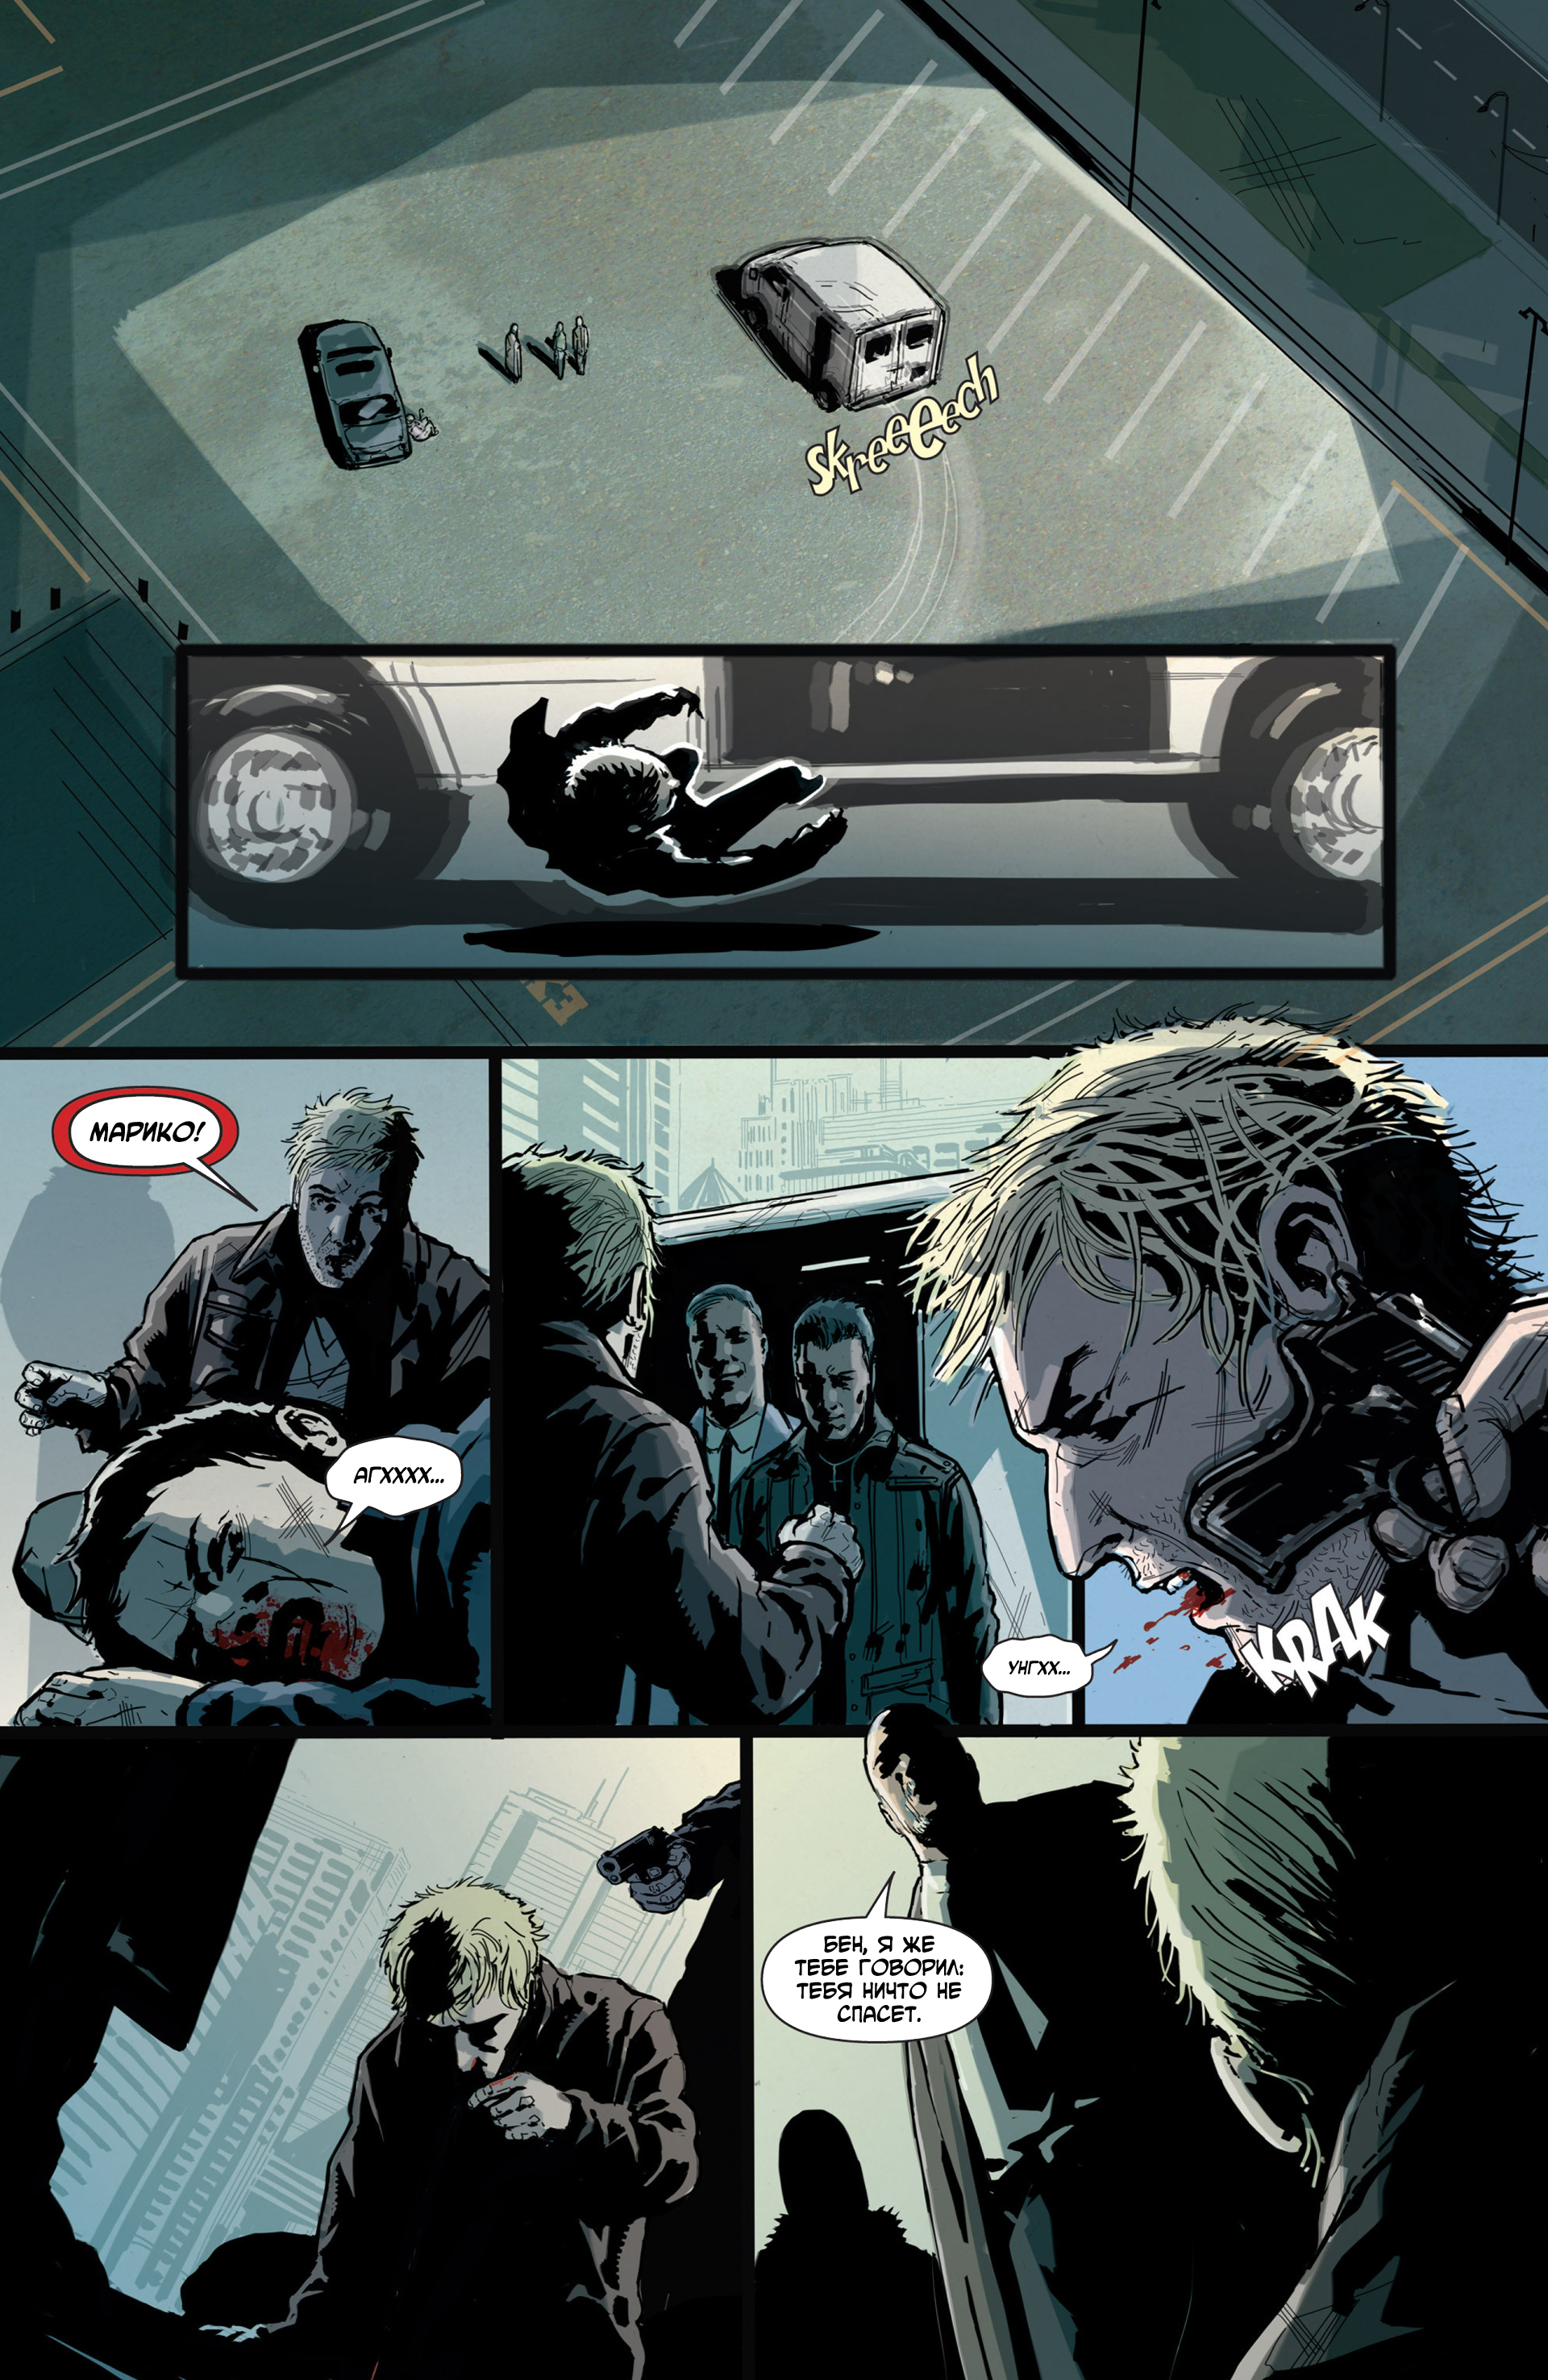 skreeeech
МАРИКО!
АГХХХХ...
УНГХХ...
KRAK
БЕН, Я ЖЕ
ТЕБЕ ГОВОРИЛ:
ТЕБЯ НИЧТО НЕ
СПАСЕТ.